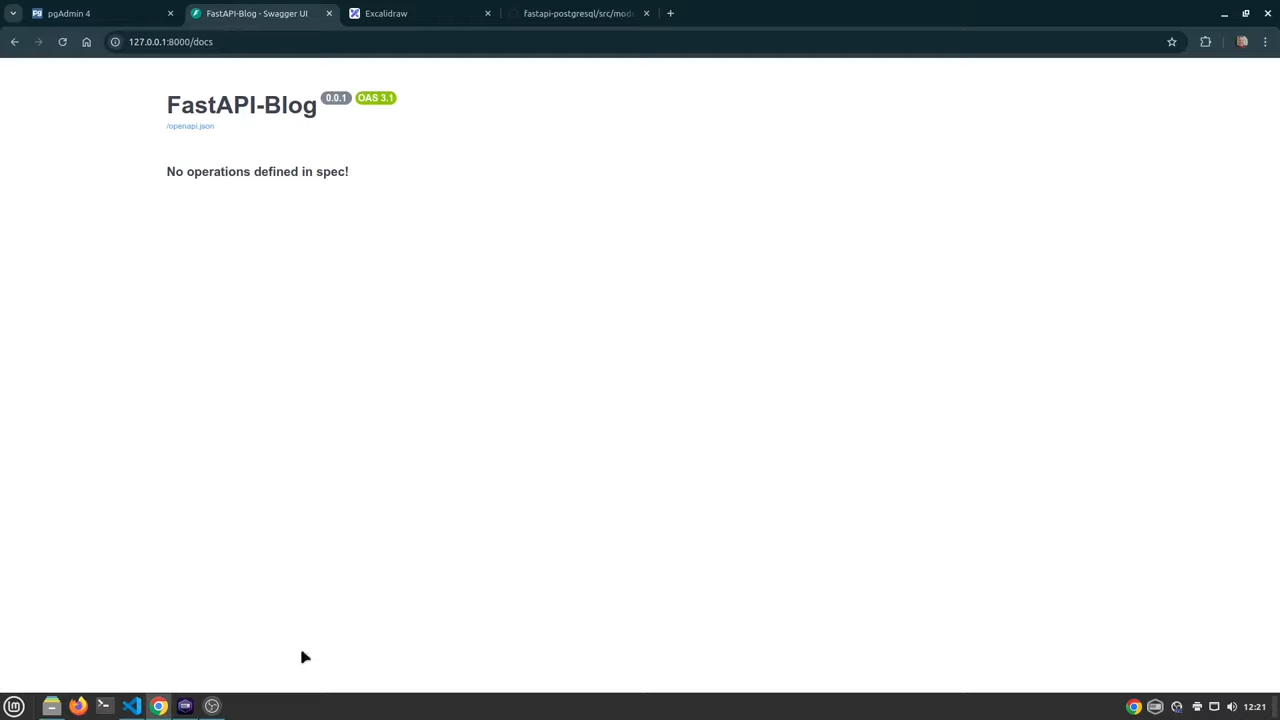 pgAdmin 4
FastAPI-Blog - Swagger UI
Excalidraw
fastapi-postgresql/src/mod
127.0.0.1:8000/docs
FastAPI-Blog 0.0.1 OAS 3.1
/openapi.json
No operations defined in spec!
12:21